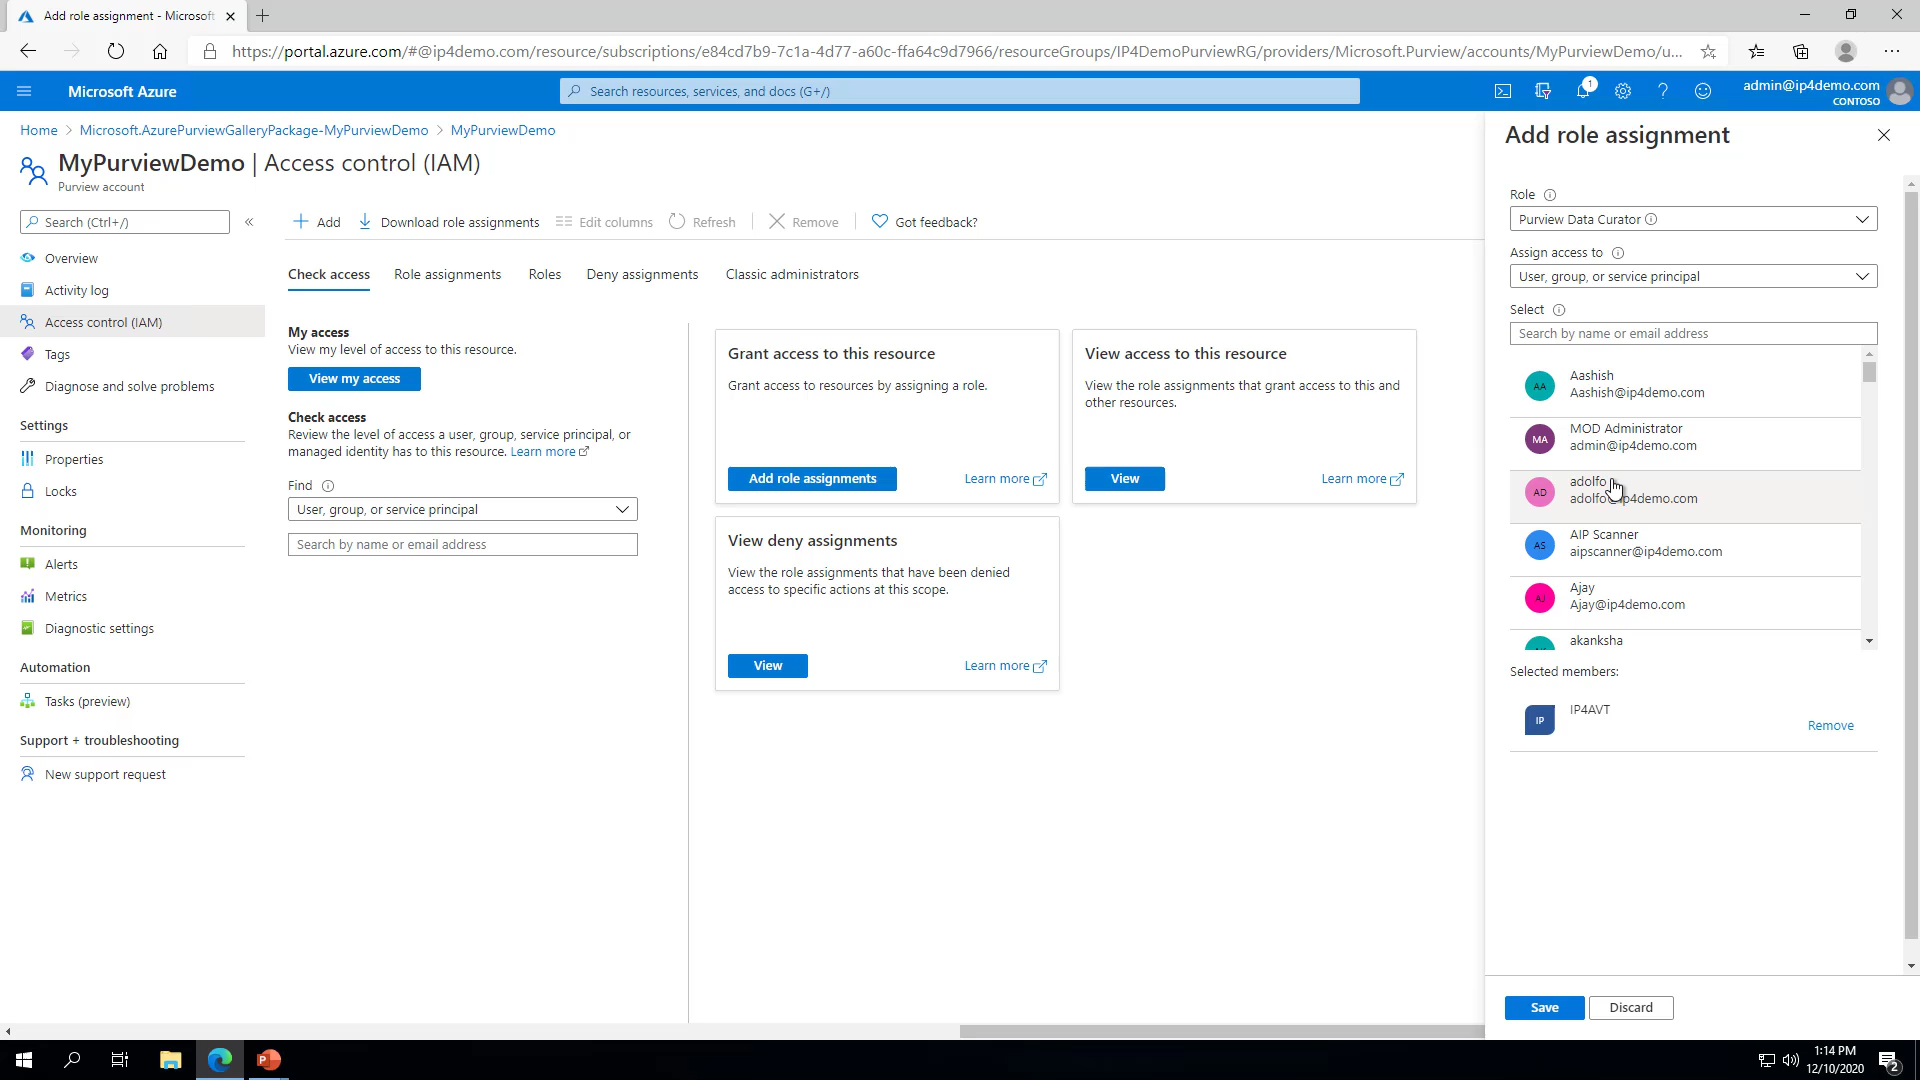 Add role assignment - Microsoft
https://portal.azure.com/#@ip4demo.com/resource/subscriptions/e84cd7b9-7c1a-4d77-a60c-ffa64c9d7966/resourceGroups/IP4DemoPurviewRG/providers/Microsoft.Purview/accounts/MyPurviewDemo/u...
Microsoft Azure
Search resources, services, and docs (G+/)
1
admin@ip4demo.com
CONTOSO
Home > Microsoft.AzurePurviewGalleryPackage-MyPurviewDemo > MyPurviewDemo
MyPurviewDemo | Access control (IAM)
Purview account
Search (Ctrl+/)
Overview
Activity log
Access control (IAM)
Tags
Diagnose and solve problems
Settings
Properties
Locks
Monitoring
Alerts
Metrics
Diagnostic settings
Automation
Tasks (preview)
Support + troubleshooting
New support request
Add
Download role assignments
Edit columns
Refresh
Remove
Got feedback?
Check access
Role assignments
Roles
Deny assignments
Classic administrators
My access
View my level of access to this resource.
View my access
Check access
Review the level of access a user, group, service principal, or
managed identity has to this resource. Learn more
Find
User, group, or service principal
Search by name or email address
Grant access to this resource
Grant access to resources by assigning a role.
Add role assignments
Learn more
View access to this resource
View the role assignments that grant access to this and
other resources.
View
Learn more
View deny assignments
View the role assignments that have been denied
access to specific actions at this scope.
View
Learn more
Add role assignment
Role
Purview Data Curator
Assign access to
User, group, or service principal
Select
Search by name or email address
AA
Aashish
Aashish@ip4demo.com
MA
MOD Administrator
admin@ip4demo.com
AD
adolfo
adolfo@ip4demo.com
AS
AIP Scanner
aipscanner@ip4demo.com
AJ
Ajay
Ajay@ip4demo.com
akanksha
Selected members:
IP
IP4AVT
Remove
Save
Discard
1:14 PM
12/10/2020
2